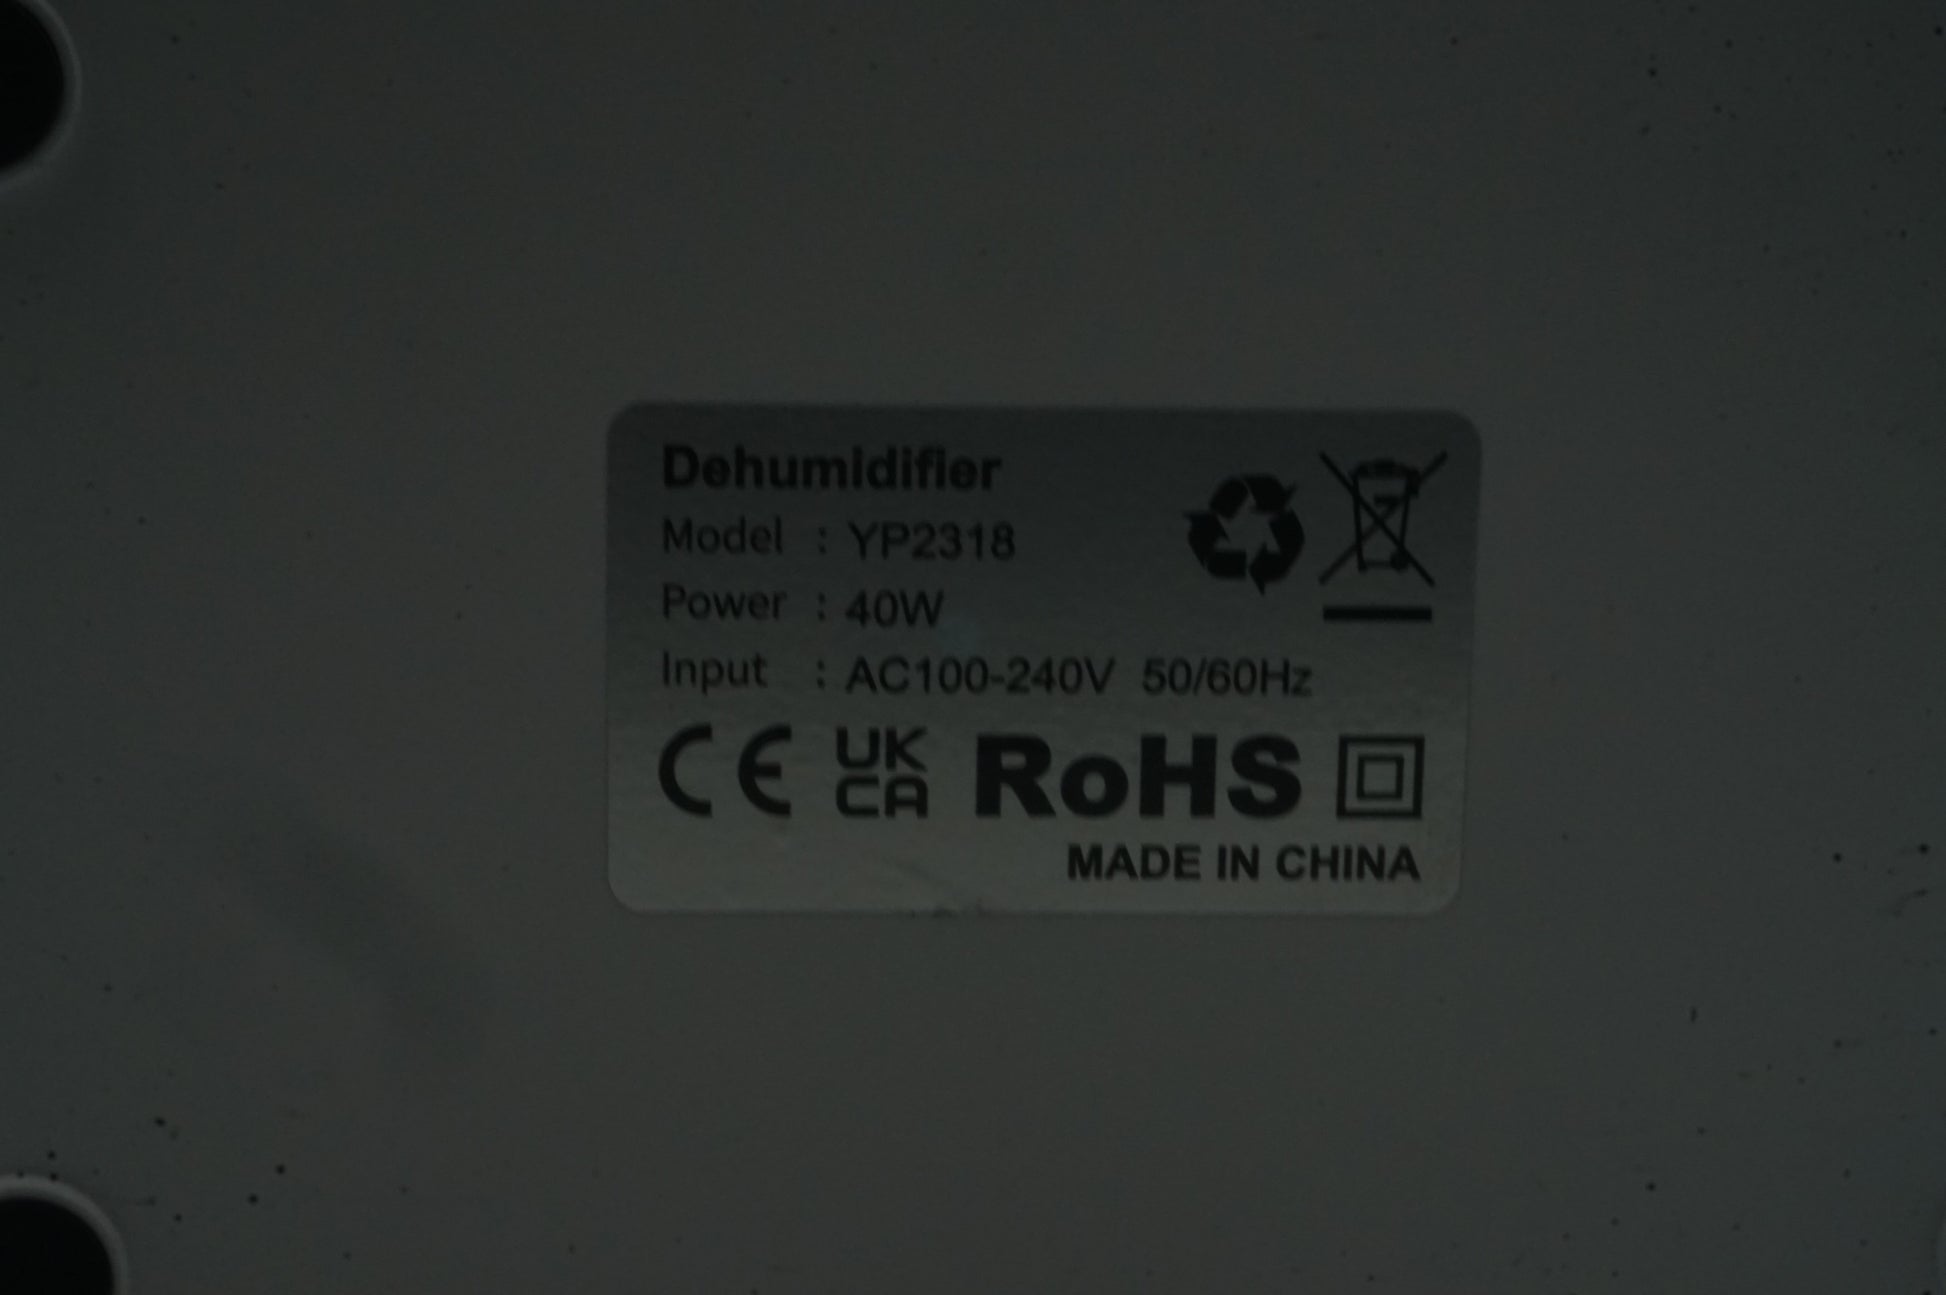 Dehumidifier
Model : YP2318
Power : 40W
Input : AC100-240V 50/60Hz
CE UK CA RoHS
MADE IN CHINA